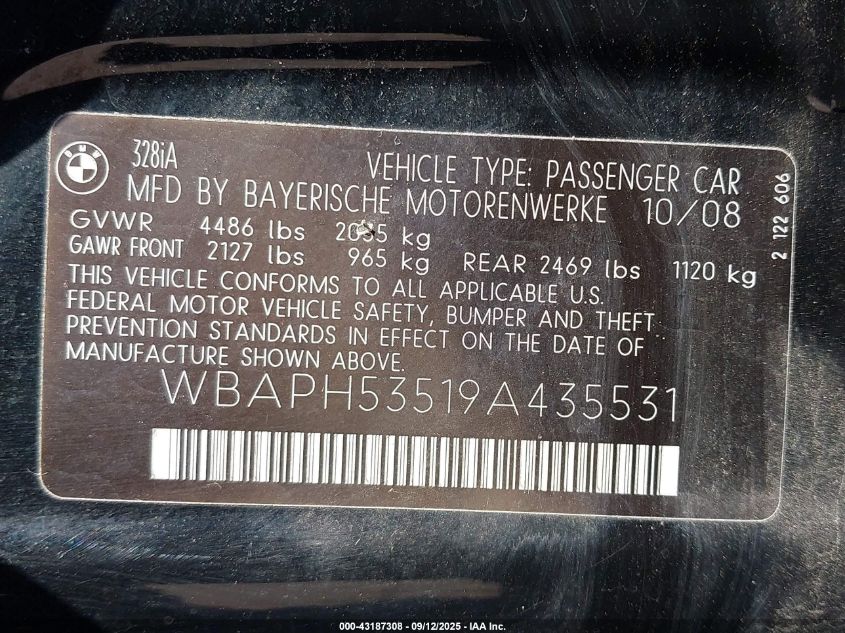 BMW
328iA
VEHICLE TYPE: PASSENGER CAR
MFD BY BAYERISCHE MOTORENWERKE 10/08
GVWR 4486 lbs 2035 kg
GAWR FRONT 2127 lbs 965 kg REAR 2469 lbs 1120 kg
THIS VEHICLE CONFORMS TO ALL APPLICABLE U.S.
FEDERAL MOTOR VEHICLE SAFETY, BUMPER AND THEFT
PREVENTION STANDARDS IN EFFECT ON THE DATE OF
MANUFACTURE SHOWN ABOVE.
WBAPH53519A435531
2 122 606
000-43187308 - 09/12/2025 - IAA Inc.